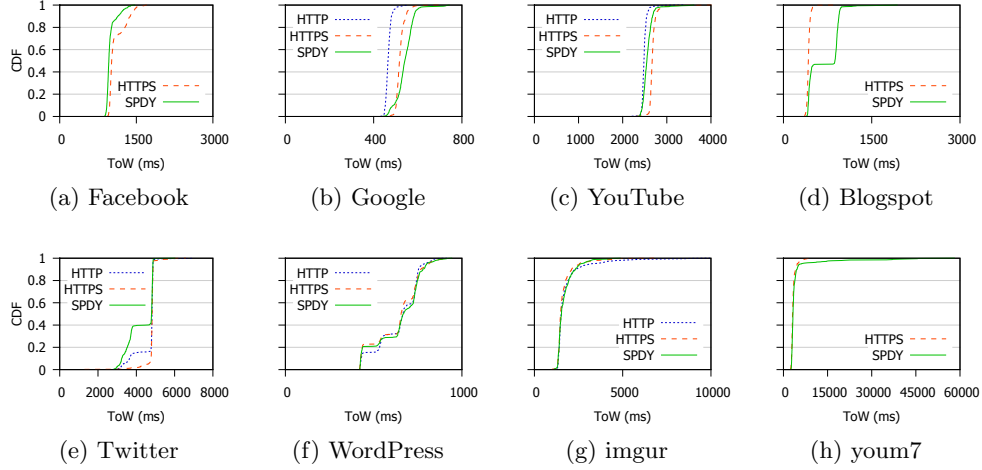 CDF
1
0.8
0.6
0.4
0.2
0
HTTPS
SPDY
0 1500 3000
ToW (ms)
(a) Facebook
HTTP
HTTPS
SPDY
0 400 800
ToW (ms)
(b) Google
HTTP
HTTPS
SPDY
0 1000 2000 3000 4000
ToW (ms)
(c) YouTube
HTTPS
SPDY
0 1500 3000
ToW (ms)
(d) Blogspot
CDF
1
0.8
0.6
0.4
0.2
0
HTTP
HTTPS
SPDY
0 2000 4000 6000 8000
ToW (ms)
(e) Twitter
HTTP
HTTPS
SPDY
0 1000
ToW (ms)
(f) WordPress
HTTP
HTTPS
SPDY
0 5000 10000
ToW (ms)
(g) imgur
HTTPS
SPDY
0 15000 30000 45000 60000
ToW (ms)
(h) youm7